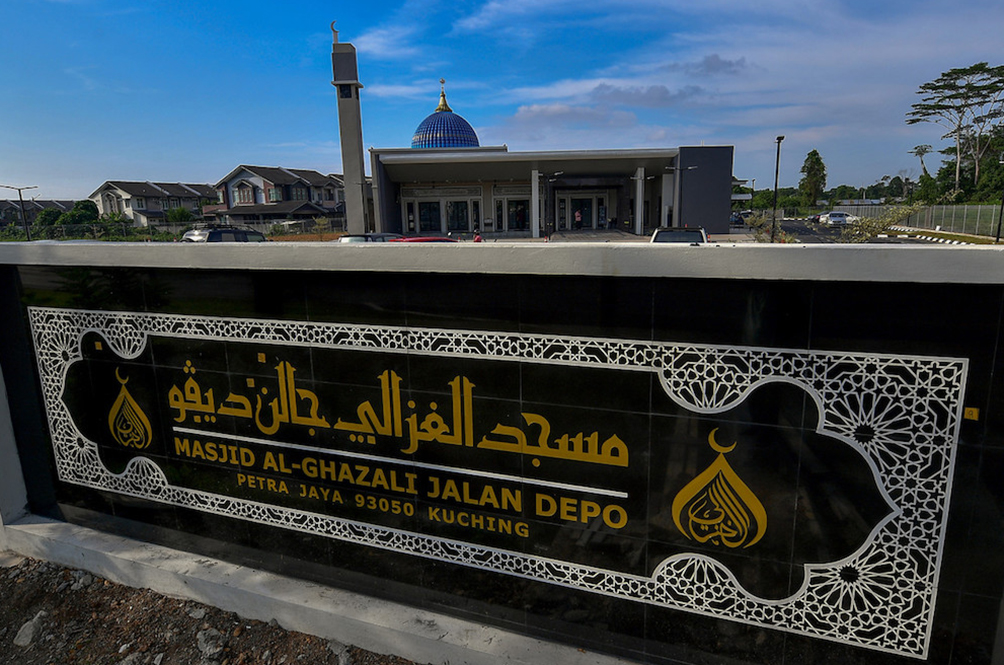 مسجد الغزالي جالن ديڤو
MASJID AL-GHAZALI JALAN DEPO
PETRA JAYA 93050 KUCHING